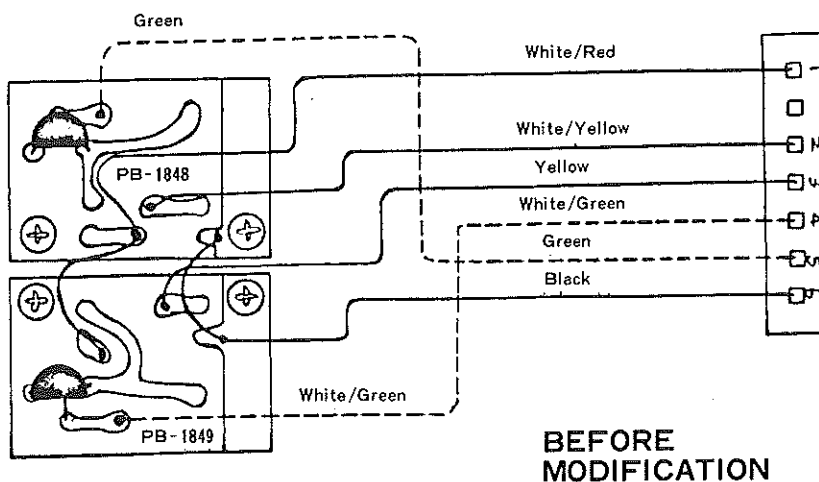 Green
White/Red
White/Yellow
PB-1848
Yellow
White/Green
Green
Black
White/Green
PB-1849
BEFORE
MODIFICATION